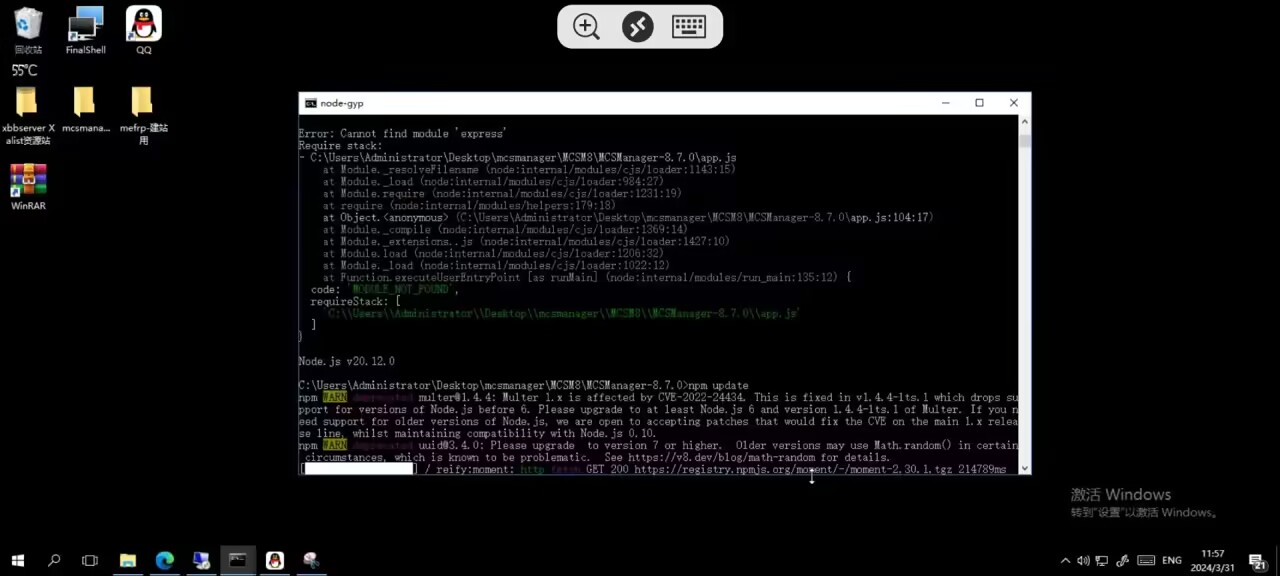 回收站
FinalShell
QQ
55℃
xbbserver X
alist资源站
mcsmana...
mefrp-建站
用
WinRAR
node-gyp
Error: Cannot find module 'express'
Require stack:
- C:\Users\Administrator\Desktop\mcsmanager\MCSM8\MCSManager-8.7.0\app.js
at Module._resolveFilename (node:internal/modules/cjs/loader:1143:15)
at Module._load (node:internal/modules/cjs/loader:984:27)
at Module.require (node:internal/modules/cjs/loader:1231:19)
at require (node:internal/modules/helpers:179:18)
at Object.<anonymous> (C:\Users\Administrator\Desktop\mcsmanager\MCSM8\MCSManager-8.7.0\app.js:104:17)
at Module._compile (node:internal/modules/cjs/loader:1369:14)
at Module._extensions..js (node:internal/modules/cjs/loader:1427:10)
at Module.load (node:internal/modules/cjs/loader:1206:32)
at Module._load (node:internal/modules/cjs/loader:1022:12)
at Function.executeUserEntryPoint [as runMain] (node:internal/modules/run_main:135:12) {
code: 'MODULE_NOT_FOUND',
requireStack: [
'C:\\Users\\Administrator\\Desktop\\mcsmanager\\MCSM8\\MCSManager-8.7.0\\app.js'
]
}
Node.js v20.12.0
C:\Users\Administrator\Desktop\mcsmanager\MCSM8\MCSManager-8.7.0>npm update
npm WARN deprecated multer@1.4.4: Multer 1.x is affected by CVE-2022-24434. This is fixed in v1.4.4-lts.1 which drops su
pport for versions of Node.js before 6. Please upgrade to at least Node.js 6 and version 1.4.4-lts.1 of Multer. If you n
eed support for older versions of Node.js, we are open to accepting patches that would fix the CVE on the main 1.x relea
se line, whilst maintaining compatibility with Node.js 0.10.
npm WARN deprecated uuid@3.4.0: Please upgrade  to version 7 or higher.  Older versions may use Math.random() in certain
circumstances, which is known to be problematic.  See https://v8.dev/blog/math-random for details.
[ ] / reify:moment: http fetch GET 200 https://registry.npmjs.org/moment/-/moment-2.30.1.tgz 214789ms
激活 Windows
转到"设置"以激活 Windows。
ENG
11:57
2024/3/31
21